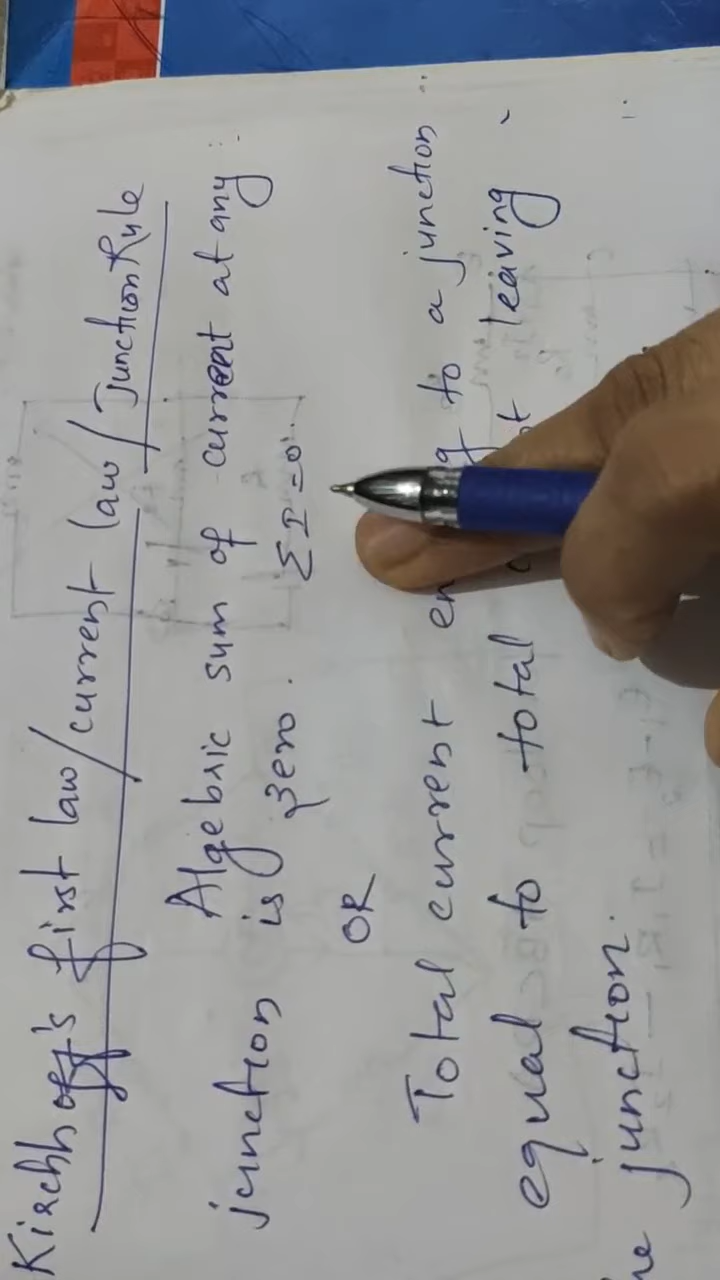 Kirchhoff's first law/current law/Junction Rule
Algebric sum of current at any
junction is zero. ΣI=0
OR
Total current to a junction
equal to total leaving
junction.